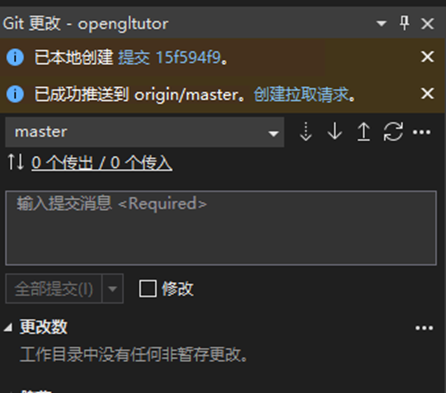 Git 更改 - opengltutor
已本地创建 提交 15f594f9。
已成功推送到 origin/master。创建拉取请求。
master
0 个传出 / 0 个传入
输入提交消息 <Required>
全部提交(I)
修改
更改数
工作目录中没有任何非暂存更改。